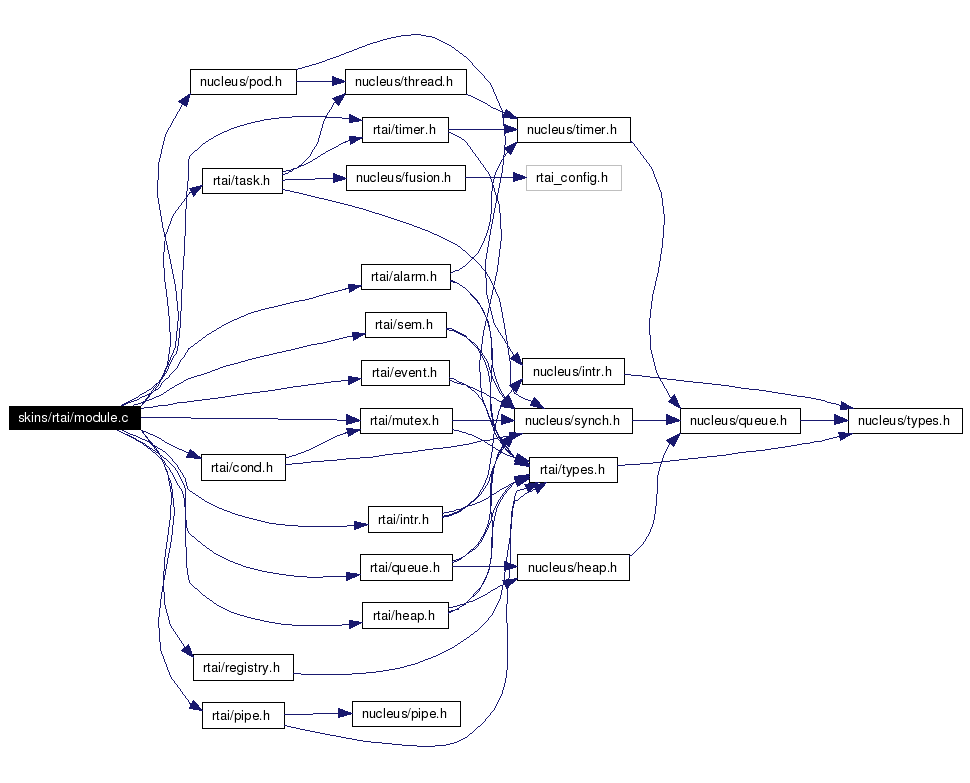 nucleus/pod.h
nucleus/thread.h
rtai/timer.h
nucleus/timer.h
rtai/task.h
nucleus/fusion.h
rtai_config.h
rtai/alarm.h
rtai/sem.h
rtai/event.h
nucleus/intr.h
skins/rtai/module.c
rtai/mutex.h
nucleus/synch.h
nucleus/queue.h
nucleus/types.h
rtai/cond.h
rtai/types.h
rtai/intr.h
rtai/queue.h
nucleus/heap.h
rtai/heap.h
rtai/registry.h
rtai/pipe.h
nucleus/pipe.h